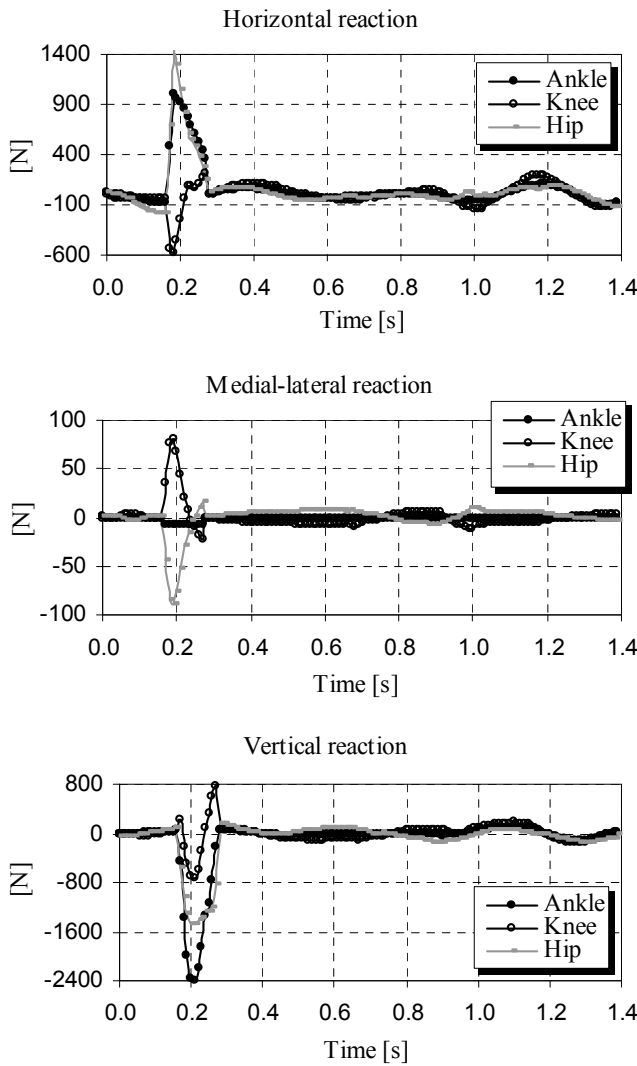 Horizontal reaction
1400
900
400
-100
-600
[N]
Ankle
Knee
Hip
0.0 0.2 0.4 0.6 0.8 1.0 1.2 1.4
Time [s]
Medial-lateral reaction
100
50
0
-50
-100
[N]
Ankle
Knee
Hip
0.0 0.2 0.4 0.6 0.8 1.0 1.2 1.4
Time [s]
Vertical reaction
800
0
-800
-1600
-2400
[N]
Ankle
Knee
Hip
0.0 0.2 0.4 0.6 0.8 1.0 1.2 1.4
Time [s]